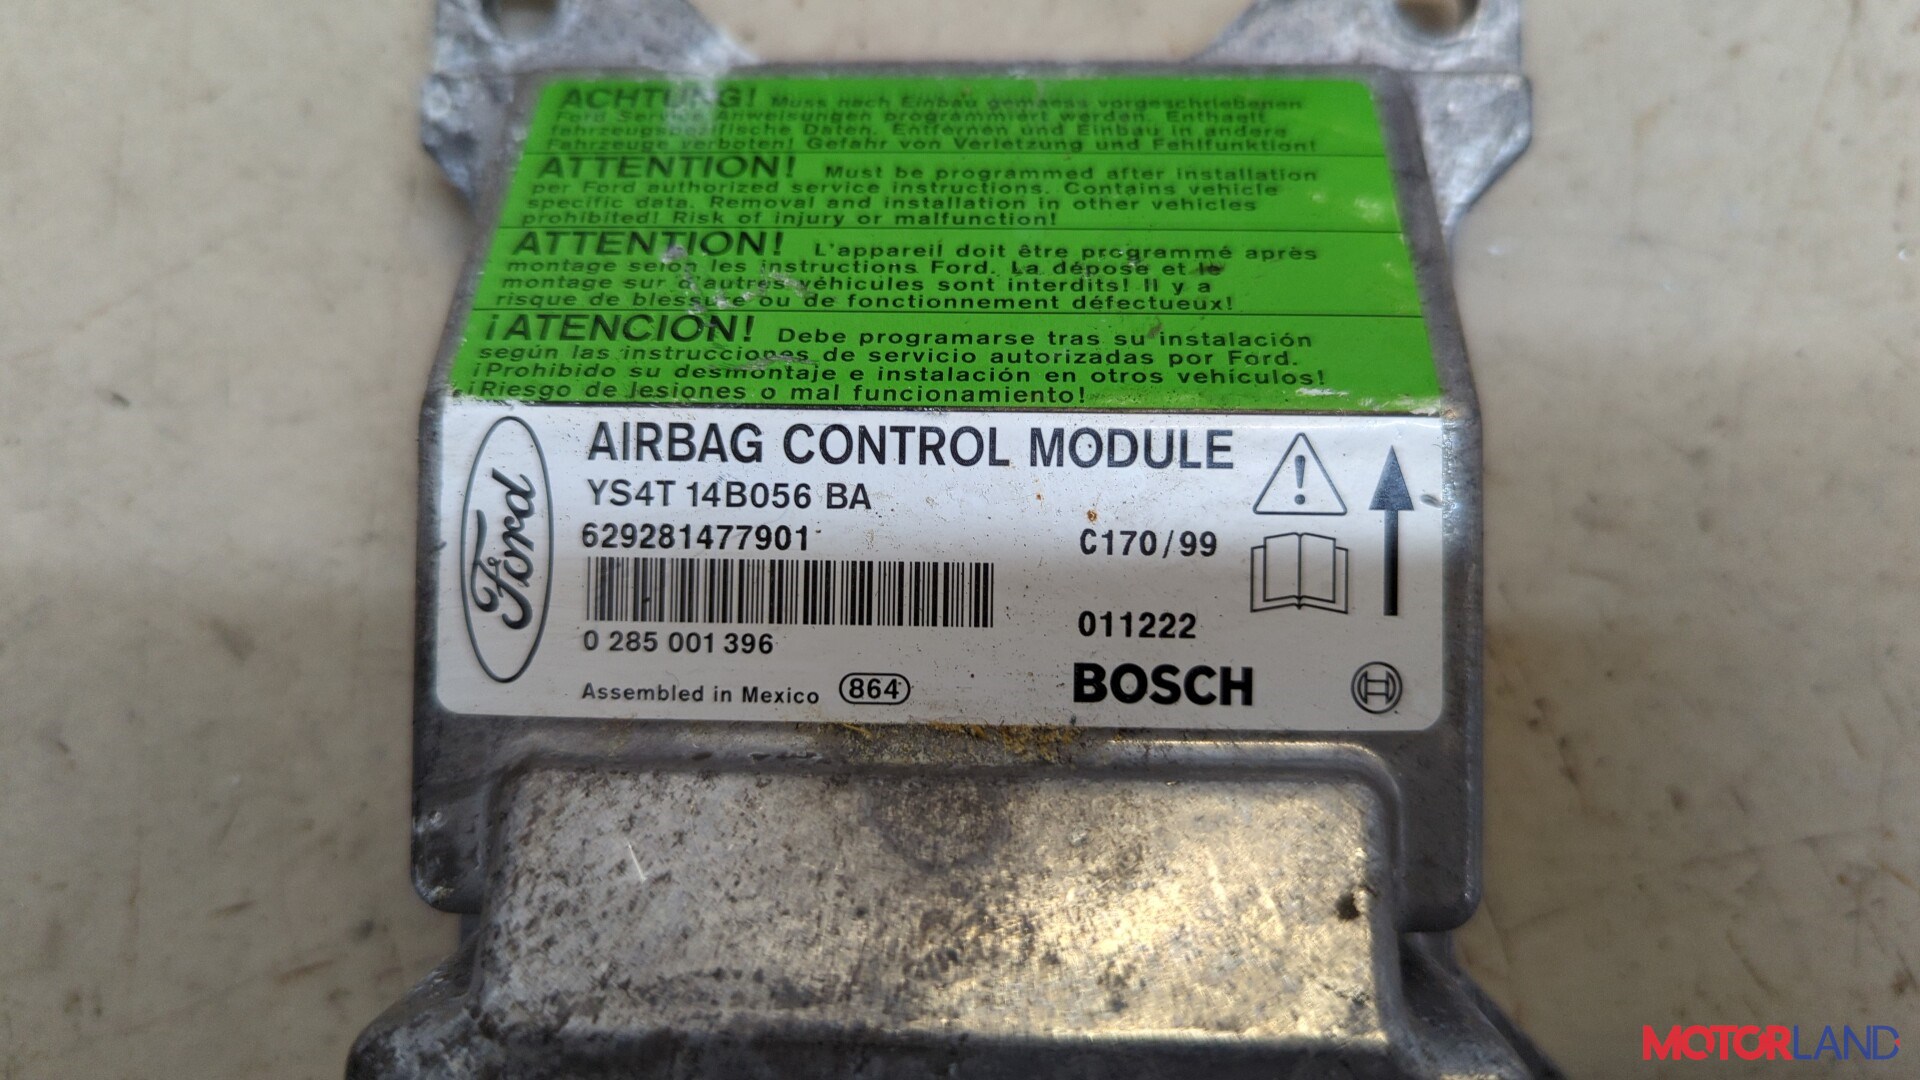 ACHTUNG! Muss nach Einbau gemaess vorgeschriebenen
Ford Service Anweisungen programmiert werden. Enthaelt
fahrzeugspezifische Daten. Entfernen und Einbau in andere
Fahrzeuge verboten! Gefahr von Verletzung und Fehlfunktion!
ATTENTION! Must be programmed after installation
per Ford authorized service instructions. Contains vehicle
specific data. Removal and installation in other vehicles
prohibited! Risk of injury or malfunction!
ATTENTION! L'appareil doit être programmé après
montage selon les instructions Ford. La dépose et le
montage sur d'autres véhicules sont interdits! Il y a
risque de blessure ou de fonctionnement défectueux!
¡ATENCIÓN! Debe programarse tras su instalación
según las instrucciones de servicio autorizadas por Ford.
¡Prohibido su desmontaje e instalación en otros vehículos!
¡Riesgo de lesiones o mal funcionamiento!
Ford
AIRBAG CONTROL MODULE
YS4T 14B056 BA
629281477901
C170/99
0 285 001 396
011222
Assembled in Mexico 864
BOSCH
MOTORLAND